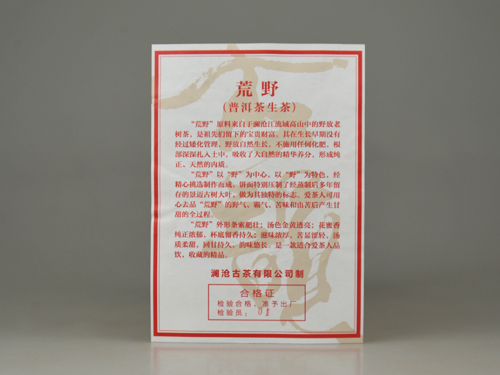 荒野
（普洱茶生茶）
“荒野”原料来自于澜沧江流域高山中的野放老
树茶，是祖先们留下的宝贵财富，其在生长早期没有
经过矮化管理，野放自然生长，不施用任何化肥，根
部深深扎入土中，吸收了大自然的精华养分，形成纯
正、天然的内质。
“荒野”以“野”为中心，以“野”为特色，经
精心挑选制作而成，饼面特别压制了经蒸制后多年留
存的景迈古树大叶，做为其独特的标志。爱茶人可用
心去品“荒野”的野气、霸气、苦味和由苦后产生甘
甜的全过程。
“荒野”外形条索肥壮；汤色金黄透亮；花蜜香
纯正浓郁，杯底留香持久；滋味浓厚，苦显涩轻，汤
质柔甜，回甘持久，韵味悠长，是一款适合爱茶人品
饮，收藏的精品。
澜沧古茶有限公司制
合格证
检验合格，准予出厂
检验员：